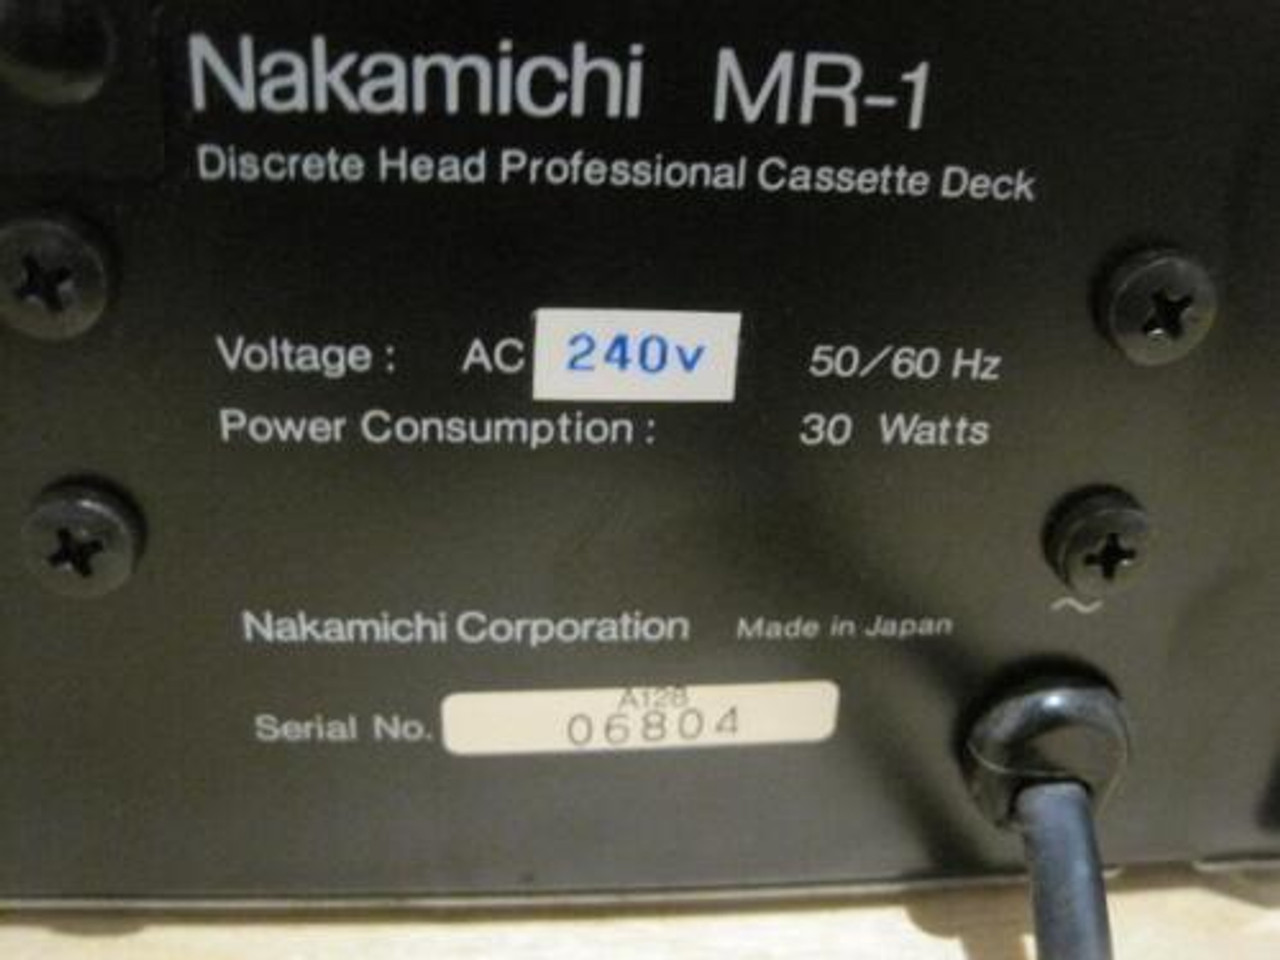 Nakamichi MR-1
Discrete Head Professional Cassette Deck
Voltage : AC 240v 50/60 Hz
Power Consumption : 30 Watts
~
Nakamichi Corporation Made in Japan
A128
Serial No. 06804